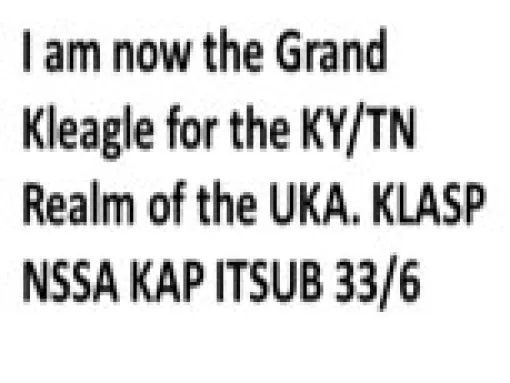 I am now the Grand
Kleagle for the KY/TN
Realm of the UKA. KLASP
NSSA KAP ITSUB 33/6